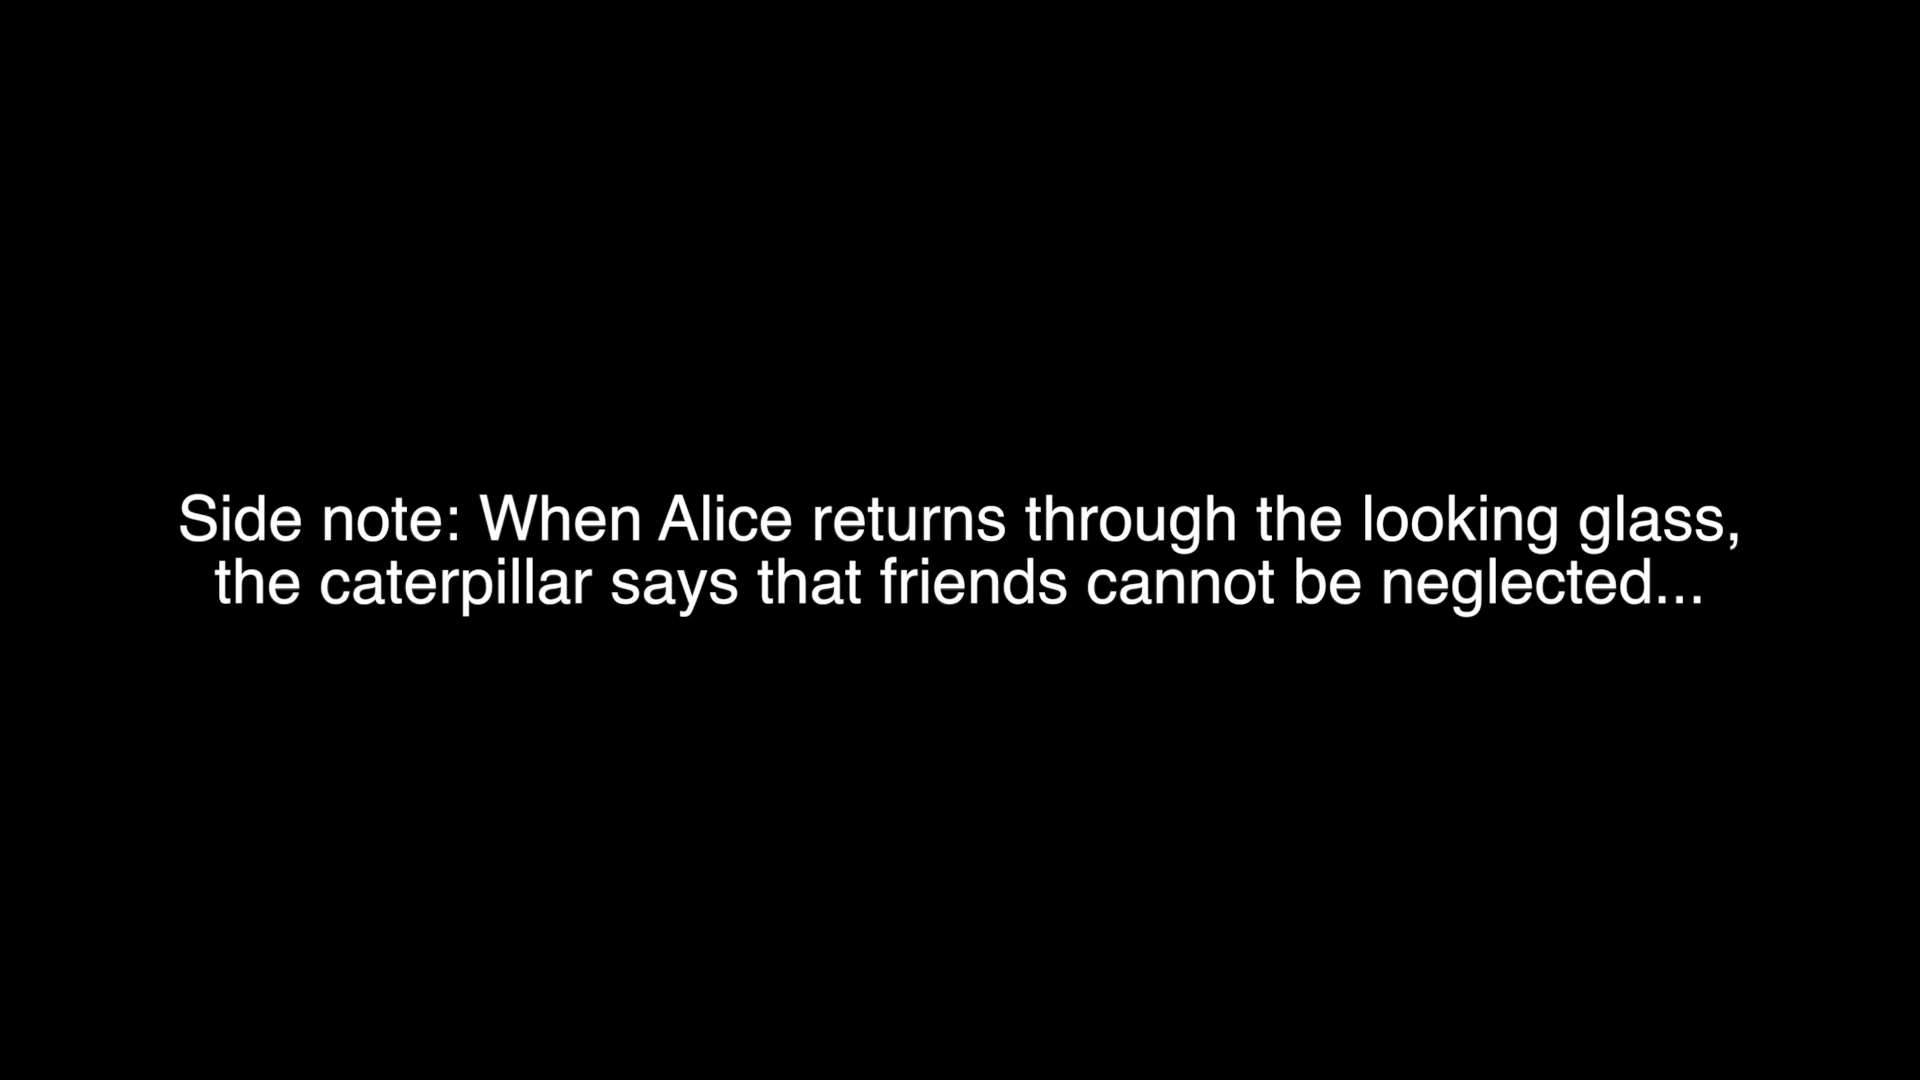 Side note: When Alice returns through the looking glass,
the caterpillar says that friends cannot be neglected...